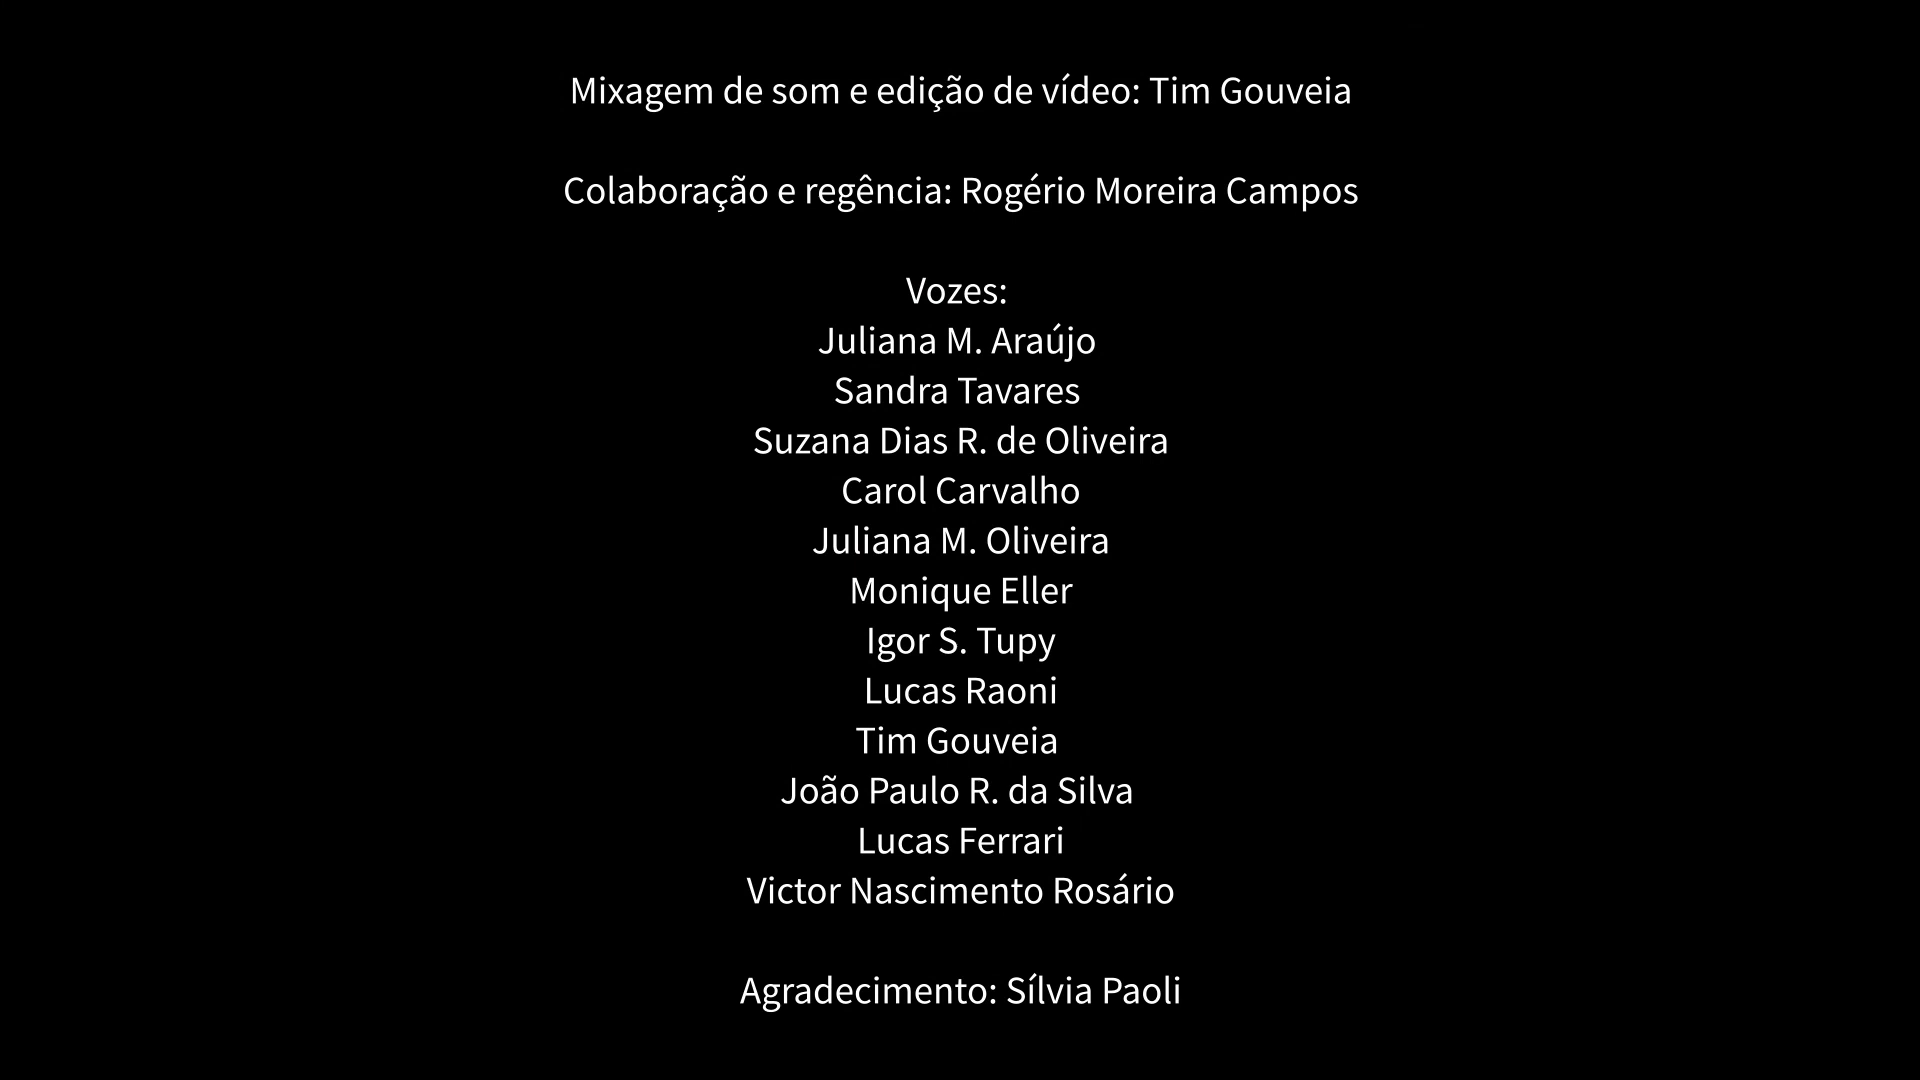 Mixagem de som e edição de vídeo: Tim Gouveia
Colaboração e regência: Rogério Moreira Campos
Vozes:
Juliana M. Araújo
Sandra Tavares
Suzana Dias R. de Oliveira
Carol Carvalho
Juliana M. Oliveira
Monique Eller
Igor S. Tupy
Lucas Raoni
Tim Gouveia
João Paulo R. da Silva
Lucas Ferrari
Victor Nascimento Rosário
Agradecimento: Sílvia Paoli